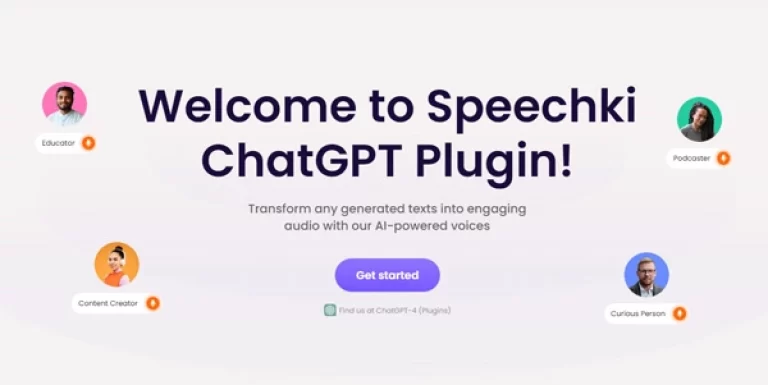 Welcome to Speechki
ChatGPT Plugin!
Educator
Podcaster
Transform any generated texts into engaging
audio with our AI-powered voices
Content Creator
Get started
Curious Person
Find us at ChatGPT-4 (Plugins)